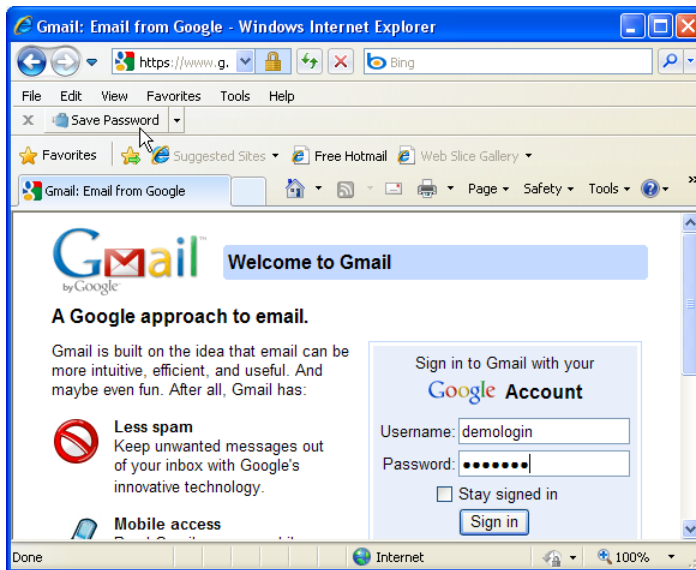 Gmail: Email from Google - Windows Internet Explorer
https://www.g. Bing
File Edit View Favorites Tools Help
X Save Password
Favorites Suggested Sites Free Hotmail Web Slice Gallery
Gmail: Email from Google Page Safety Tools »
Gmail™ Welcome to Gmail
by Google™
A Google approach to email.
Gmail is built on the idea that email can be
more intuitive, efficient, and useful. And
maybe even fun. After all, Gmail has:
Less spam
Keep unwanted messages out
of your inbox with Google's
innovative technology.
Mobile access
Sign in to Gmail with your
Google Account
Username: demologin
Password: ●●●●●●●
Stay signed in
Sign in
Done Internet 100%